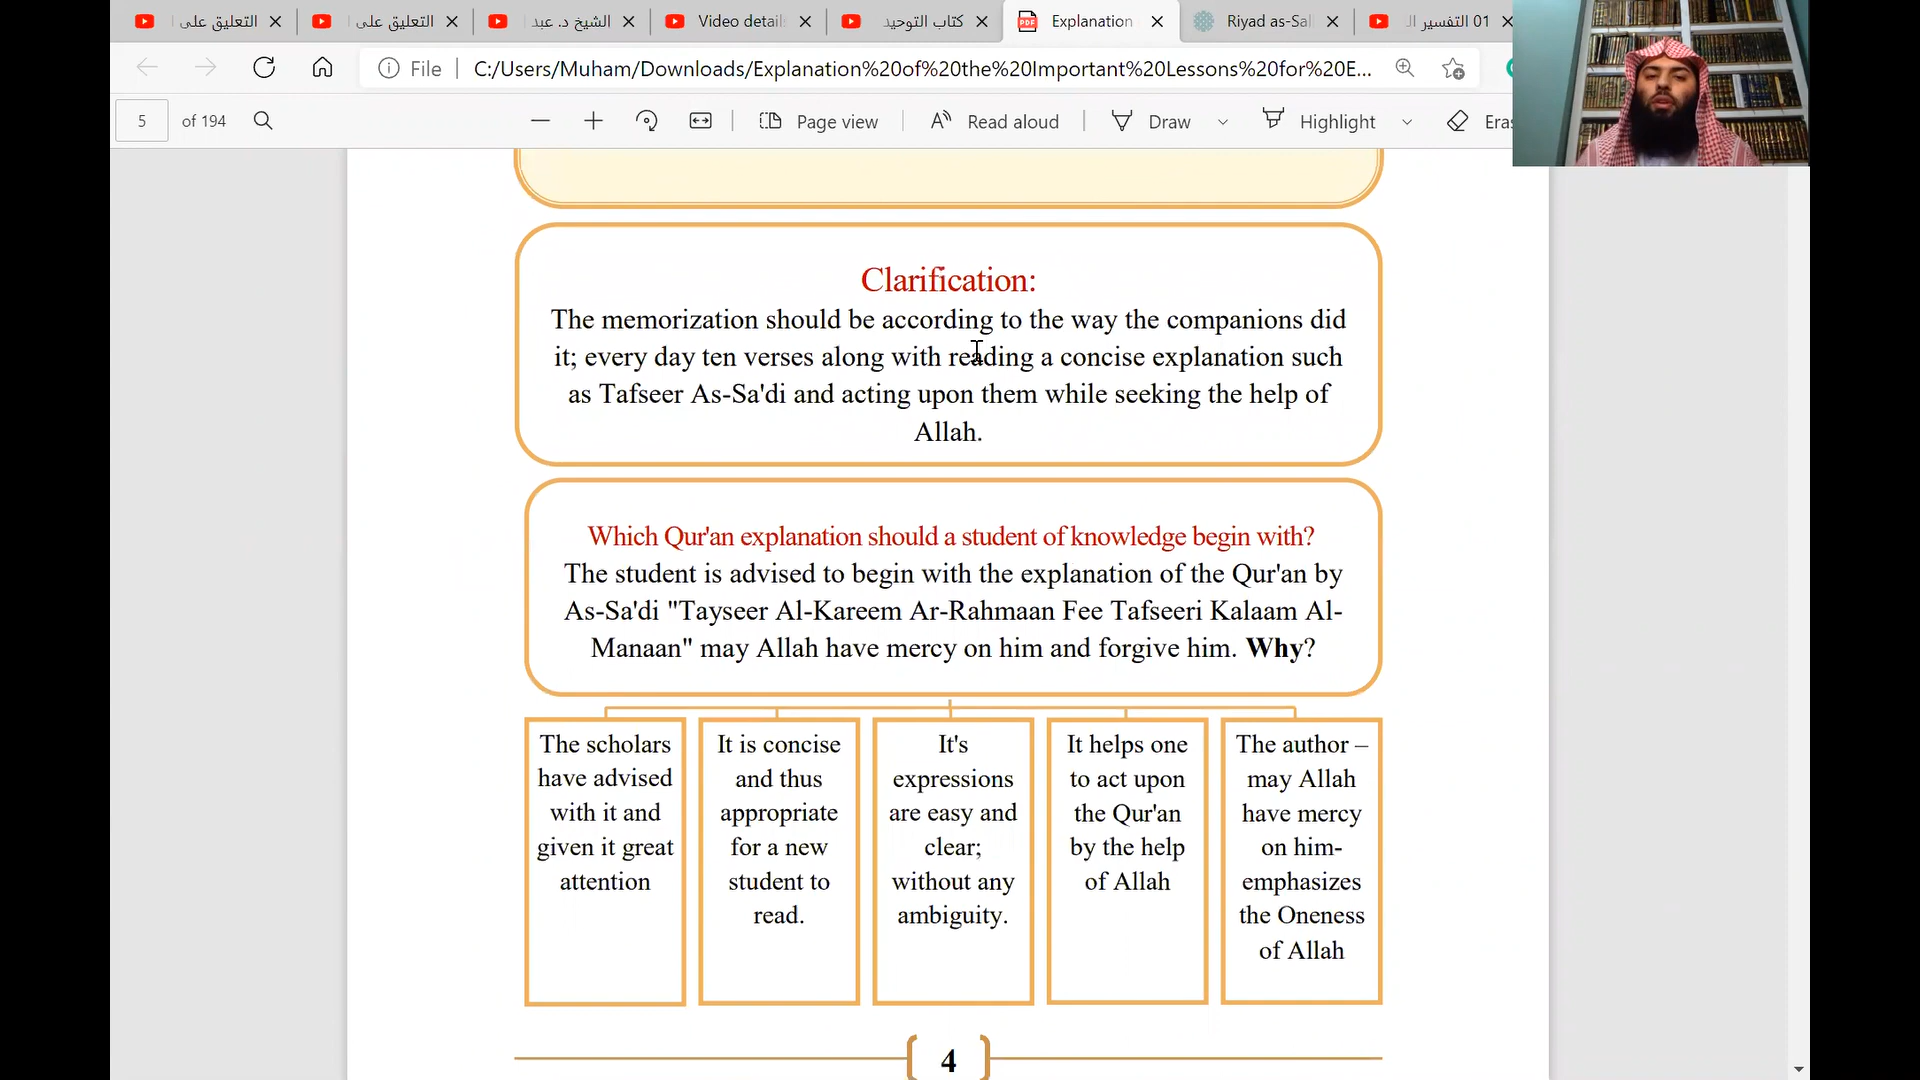 التعليق على
التعليق على
الشيخ د. عبد
Video detail
كتاب التوحيد
Explanation
Riyad as-Sal
01 التفسير ال
File
C:/Users/Muham/Downloads/Explanation%20of%20the%20Important%20Lessons%20for%20E...
5 of 194
Page view
Read aloud
Draw
Highlight
Eras
Clarification:
The memorization should be according to the way the companions did
it; every day ten verses along with reading a concise explanation such
as Tafseer As-Sa'di and acting upon them while seeking the help of
Allah.
Which Qur'an explanation should a student of knowledge begin with?
The student is advised to begin with the explanation of the Qur'an by
As-Sa'di "Tayseer Al-Kareem Ar-Rahmaan Fee Tafseeri Kalaam Al-
Manaan" may Allah have mercy on him and forgive him. Why?
The scholars
have advised
with it and
given it great
attention
It is concise
and thus
appropriate
for a new
student to
read.
It's
expressions
are easy and
clear;
without any
ambiguity.
It helps one
to act upon
the Qur'an
by the help
of Allah
The author –
may Allah
have mercy
on him-
emphasizes
the Oneness
of Allah
4